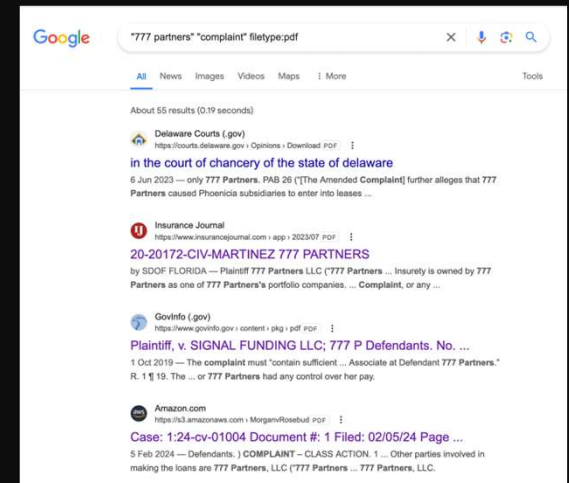 Google
"777 partners" "complaint" filetype:pdf
All News Images Videos Maps More Tools
About 55 results (0.19 seconds)
Delaware Courts (.gov)
https://courts.delaware.gov › Opinions › Download PDF
in the court of chancery of the state of delaware
6 Jun 2023 — only 777 Partners. PAB 26 ("[The Amended Complaint] further alleges that 777
Partners caused Phoenicia subsidiaries to enter into leases ...
Insurance Journal
https://www.insurancejournal.com › app › 2023/07 PDF
20-20172-CIV-MARTINEZ 777 PARTNERS
by SDOF FLORIDA — Plaintiff 777 Partners LLC ("777 Partners ... Insurety is owned by 777
Partners as one of 777 Partners's portfolio companies. ... Complaint, or any ...
GovInfo (.gov)
https://www.govinfo.gov › content › pkg › pdf PDF
Plaintiff, v. SIGNAL FUNDING LLC; 777 P Defendants. No. ...
1 Oct 2019 — The complaint must "contain sufficient ... Associate at Defendant 777 Partners."
R. 1 ¶ 19. The ... or 777 Partners had any control over her pay.
aws
Amazon.com
https://s3.amazonaws.com › MorganvRosebud PDF
Case: 1:24-cv-01004 Document #: 1 Filed: 02/05/24 Page ...
5 Feb 2024 — Defendants. ) COMPLAINT – CLASS ACTION. 1 ... Other parties involved in
making the loans are 777 Partners, LLC ("777 Partners ... 777 Partners, LLC.